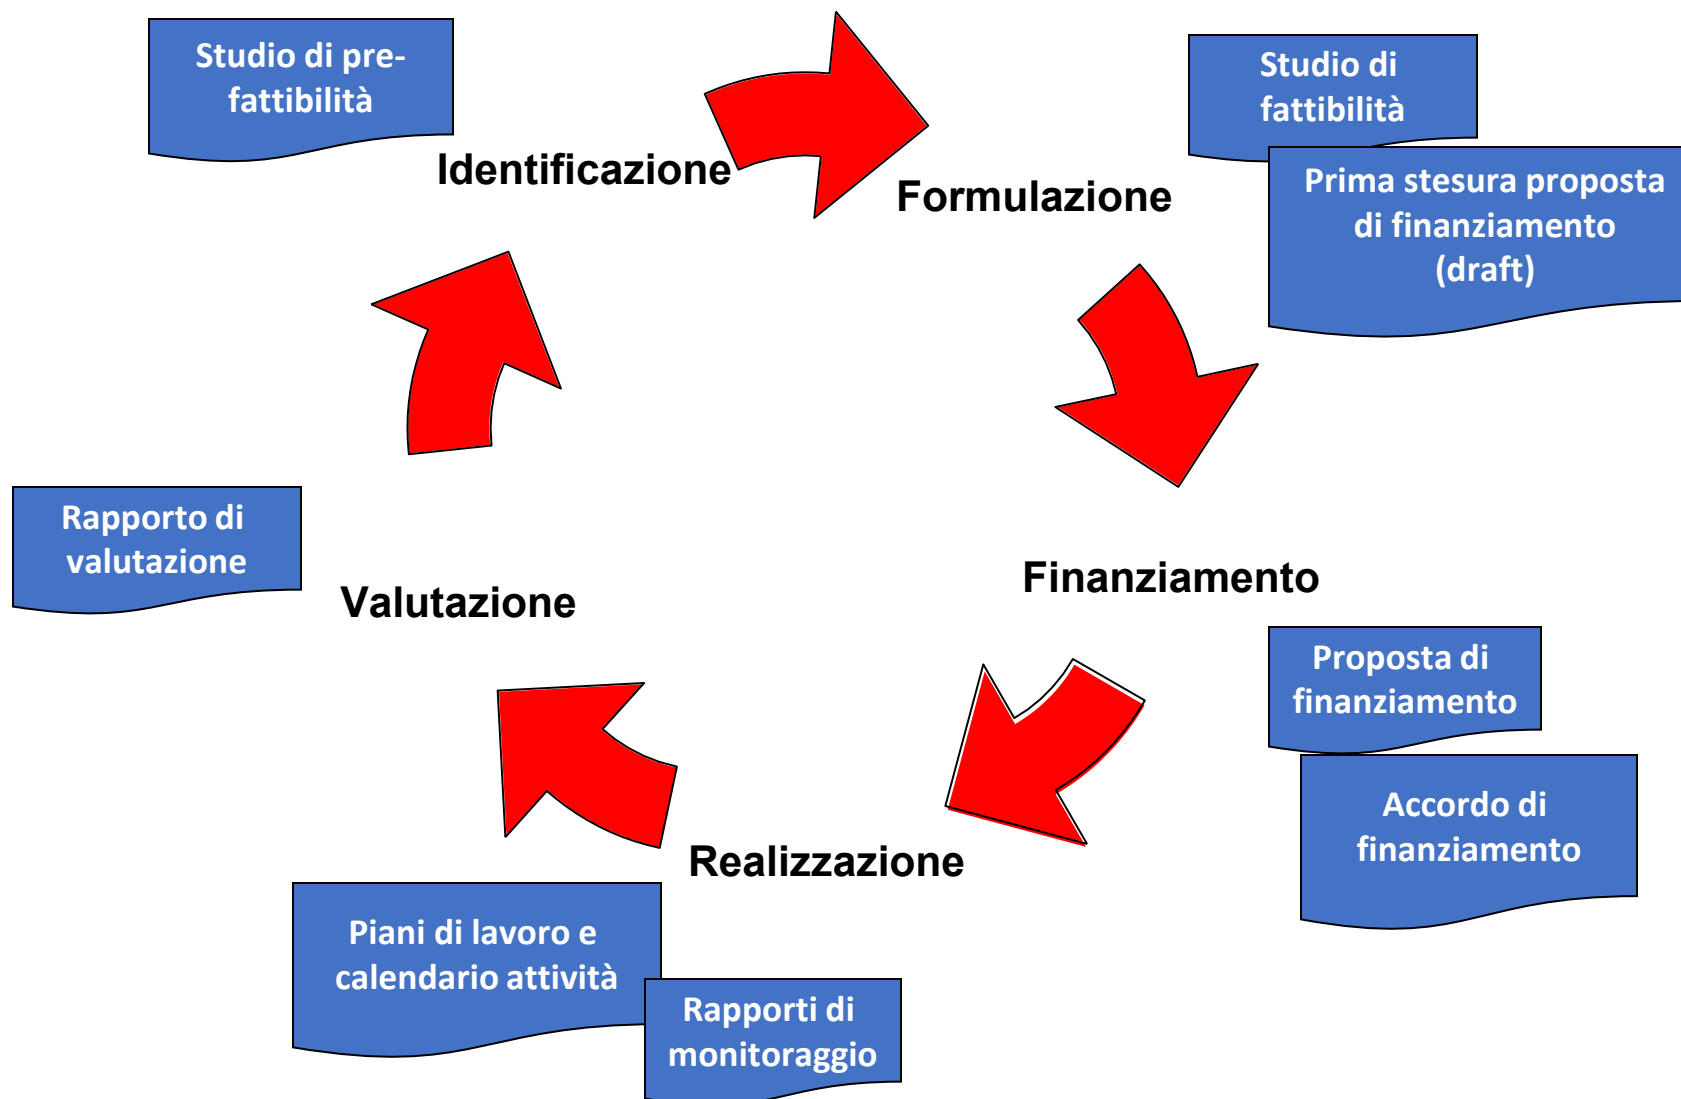 Studio di pre-
fattibilità
Identificazione
Formulazione
Studio di
fattibilità
Prima stesura proposta
di finanziamento
(draft)
Finanziamento
Proposta di
finanziamento
Accordo di
finanziamento
Realizzazione
Piani di lavoro e
calendario attività
Rapporti di
monitoraggio
Valutazione
Rapporto di
valutazione